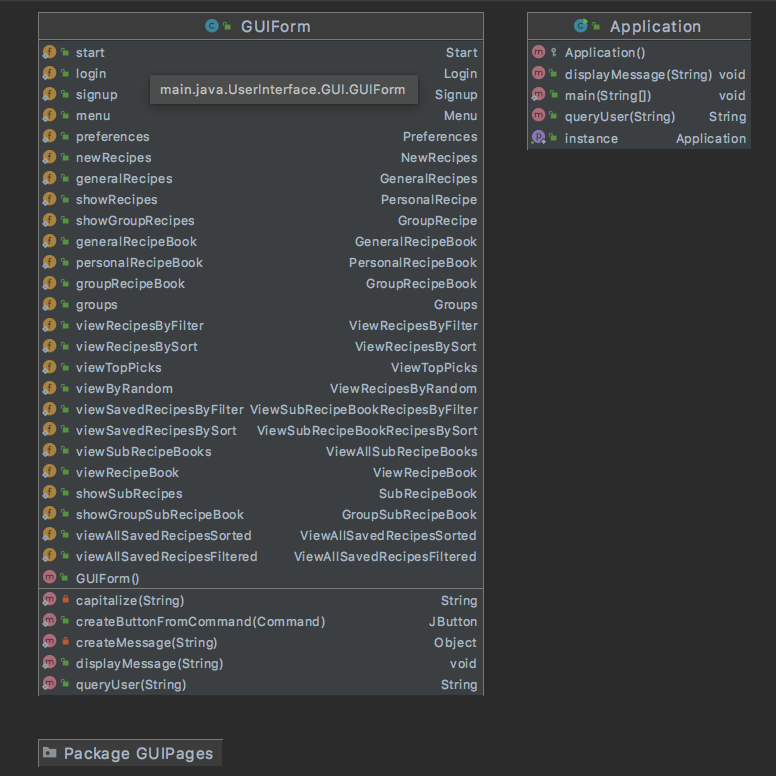 GUIForm
start Start
login Login
main.java.UserInterface.GUI.GUIForm
signup Signup
menu Menu
preferences Preferences
newRecipes NewRecipes
generalRecipes GeneralRecipes
showRecipes PersonalRecipe
showGroupRecipes GroupRecipe
generalRecipeBook GeneralRecipeBook
personalRecipeBook PersonalRecipeBook
groupRecipeBook GroupRecipeBook
groups Groups
viewRecipesByFilter ViewRecipesByFilter
viewRecipesBySort ViewRecipesBySort
viewTopPicks ViewTopPicks
viewByRandom ViewRecipesByRandom
viewSavedRecipesByFilter ViewSubRecipeBookRecipesByFilter
viewSavedRecipesBySort ViewSubRecipeBookRecipesBySort
viewSubRecipeBooks ViewAllSubRecipeBooks
viewRecipeBook ViewRecipeBook
showSubRecipes SubRecipeBook
showGroupSubRecipeBook GroupSubRecipeBook
viewAllSavedRecipesSorted ViewAllSavedRecipesSorted
viewAllSavedRecipesFiltered ViewAllSavedRecipesFiltered
GUIForm()
capitalize(String) String
createButtonFromCommand(Command) JButton
createMessage(String) Object
displayMessage(String) void
queryUser(String) String
Package GUIPages
Application
Application()
displayMessage(String) void
main(String[]) void
queryUser(String) String
instance Application